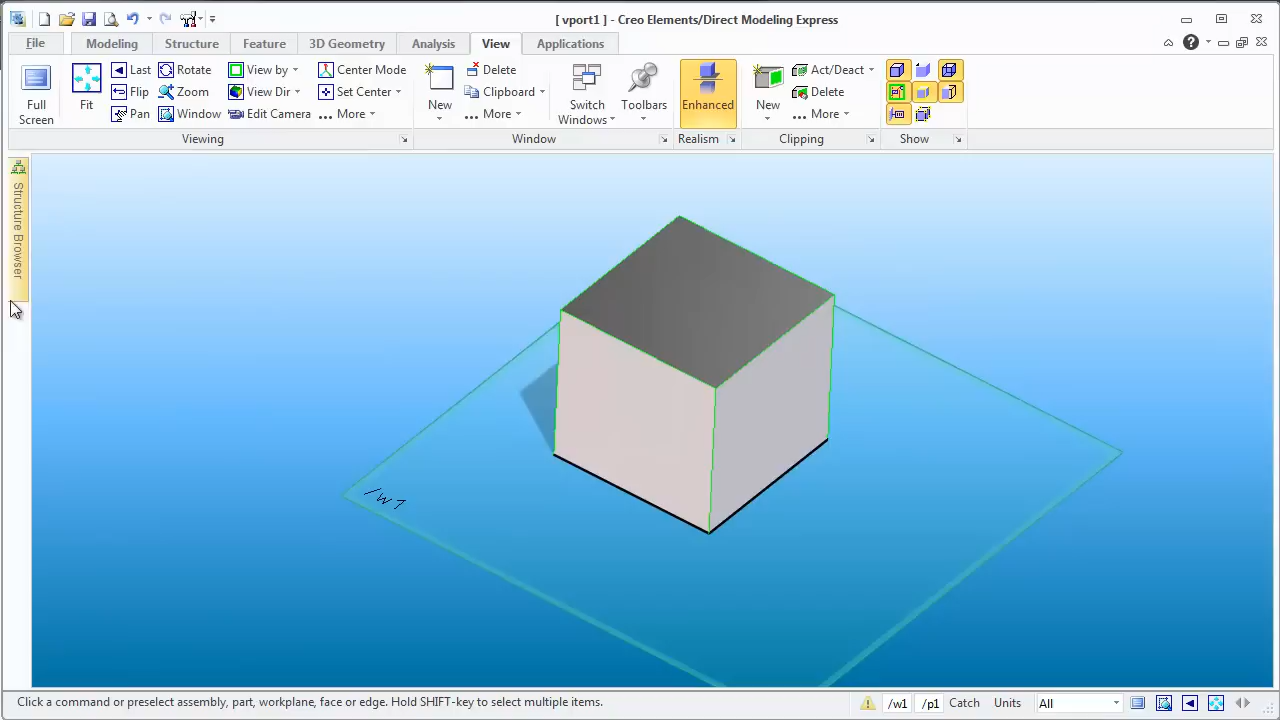 [ vport1 ] - Creo Elements/Direct Modeling Express
File Modeling Structure Feature 3D Geometry Analysis View Applications
Full Screen
Fit
Last Rotate View by Center Mode
Flip Zoom View Dir Set Center
Pan Window Edit Camera ... More
Viewing
New
Delete
Clipboard
... More
Switch Windows
Toolbars
Window
Enhanced
Realism
New
Act/Deact
Delete
... More
Clipping
Show
Structure Browser
/w1
Click a command or preselect assembly, part, workplane, face or edge. Hold SHIFT-key to select multiple items.
/w1 /p1 Catch Units All